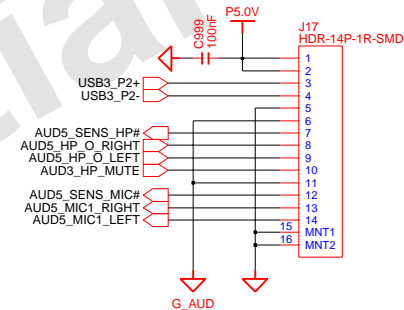 P5.0V
J17
HDR-14P-1R-SMD
C999
100nF
1
2
USB3_P2+ 3
USB3_P2- 4
5
6
AUD5_SENS_HP# 7
AUD5_HP_O_RIGHT 8
AUD5_HP_O_LEFT 9
AUD3_HP_MUTE 10
11
AUD5_SENS_MIC# 12
AUD5_MIC1_RIGHT 13
AUD5_MIC1_LEFT 14
15 MNT1
16 MNT2
G_AUD